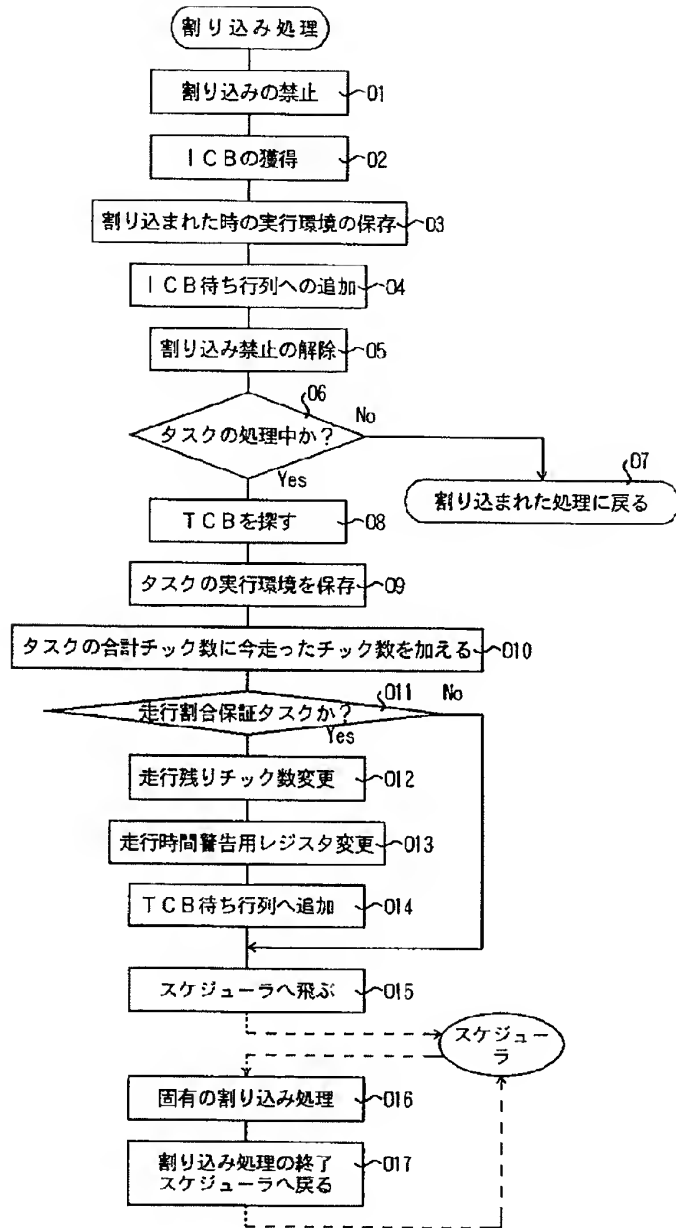 割り込み処理
割り込みの禁止 01
ICBの獲得 02
割り込まれた時の実行環境の保存 03
ICB待ち行列への追加 04
割り込み禁止の解除 05
06
タスクの処理中か？ No
Yes
07
割り込まれた処理に戻る
TCBを探す 08
タスクの実行環境を保存 09
タスクの合計チック数に今走ったチック数を加える 010
011 No
走行割合保証タスクか？
Yes
走行残りチック数変更 012
走行時間警告用レジスタ変更 013
TCB待ち行列へ追加 014
スケジューラへ飛ぶ 015
スケジュー
ラ
固有の割り込み処理 016
割り込み処理の終了 017
スケジューラへ戻る